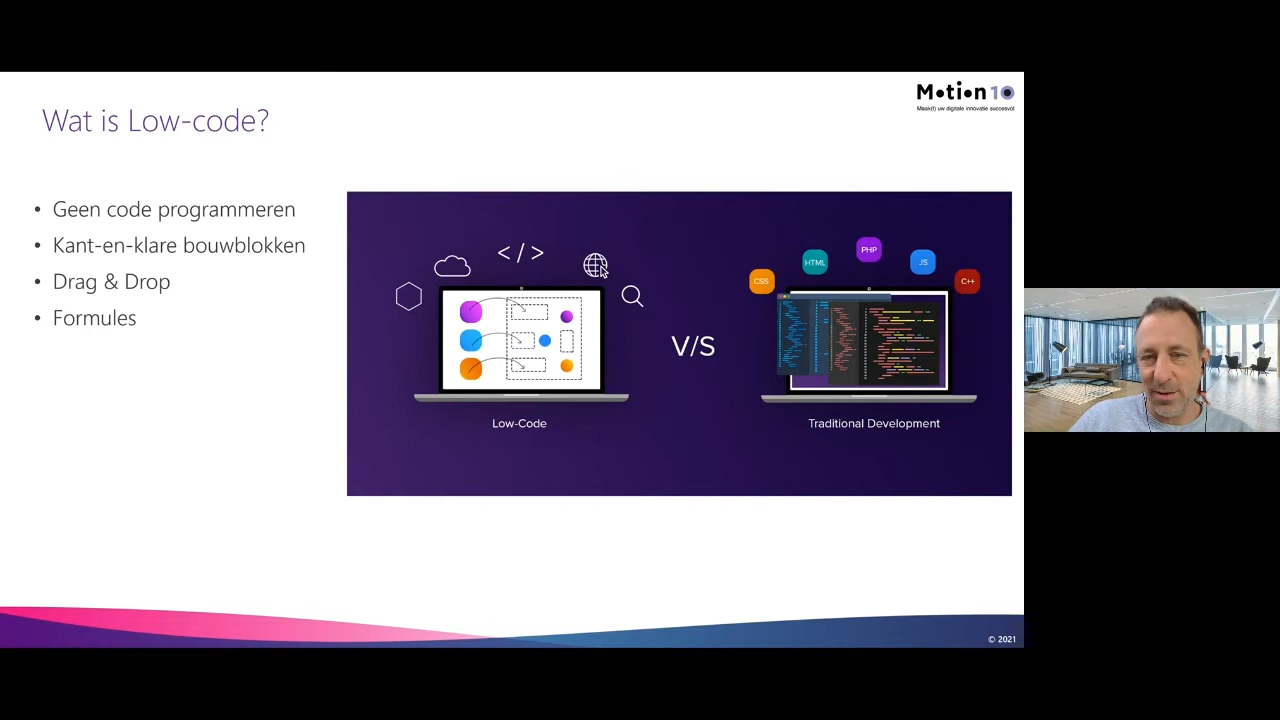 Motion10
Maak(t) uw digitale innovatie succesvol
Wat is Low-code?
• Geen code programmeren
• Kant-en-klare bouwblokken
• Drag & Drop
• Formules
</>
CSS
HTML
PHP
JS
C++
V/S
Low-Code
Traditional Development
© 2021